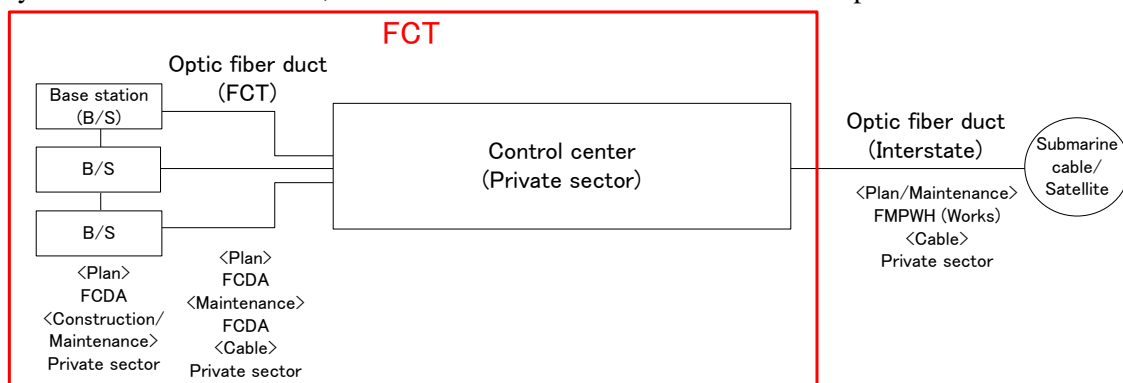 FCT
Optic fiber duct
(FCT)
Base station
(B/S)
B/S
B/S
Control center
(Private sector)
Optic fiber duct
(Interstate)
Submarine
cable/
Satellite
<Plan>
FCDA
<Construction/
Maintenance>
Private sector
<Plan>
FCDA
<Maintenance>
FCDA
<Cable>
Private sector
<Plan/Maintenance>
FMPWH (Works)
<Cable>
Private sector